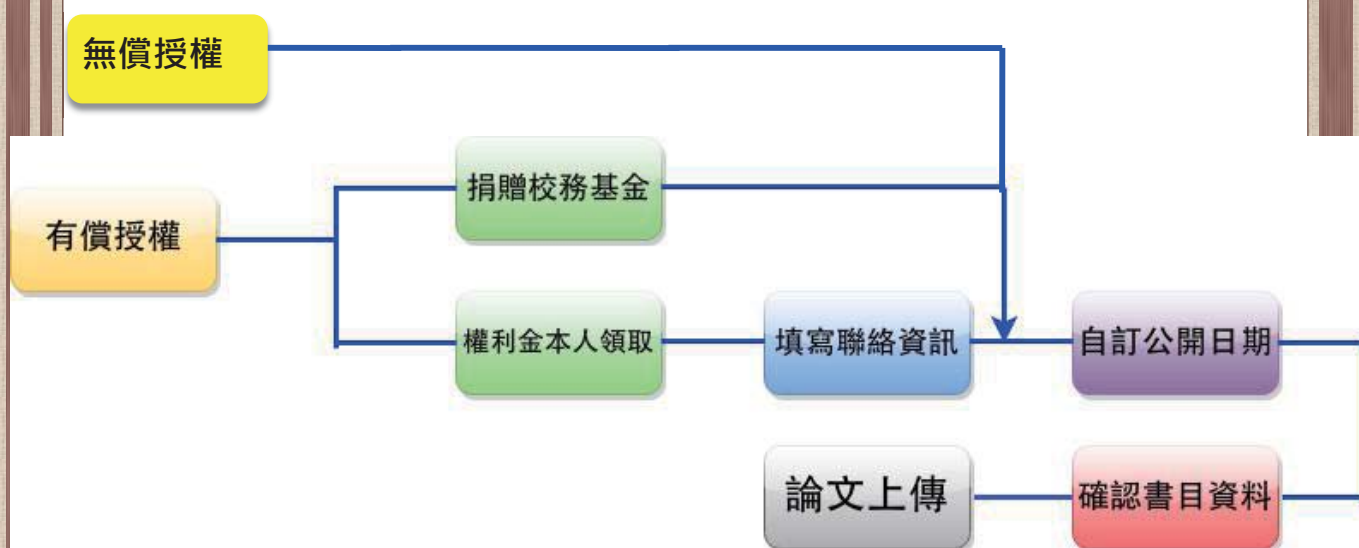 無償授權
捐贈校務基金
有償授權
權利金本人領取
填寫聯絡資訊
自訂公開日期
論文上傳
確認書目資料